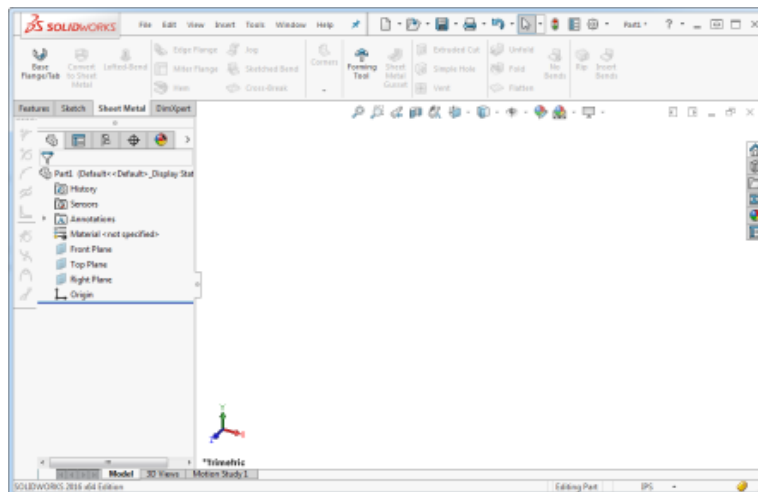 SOLIDWORKS File Edit View Insert Tools Window Help Part1 ?
Base Flange/Tab
Convert to Sheet Metal
Lofted-Bend
Edge Flange
Miter Flange
Hem
Jog
Sketched Bend
Cross-Break
Corners
Forming Tool
Sheet Metal Gusset
Extruded Cut
Simple Hole
Vent
Unfold
Fold
Flatten
No Bends
Rip
Insert Bends
Features Sketch Sheet Metal DimXpert
Part1 (Default<<Default>_Display Stat
History
Sensors
Annotations
Material <not specified>
Front Plane
Top Plane
Right Plane
Origin
*Trimetric
Model 3D Views Motion Study 1
SOLIDWORKS 2016 x64 Edition Editing Part IPS